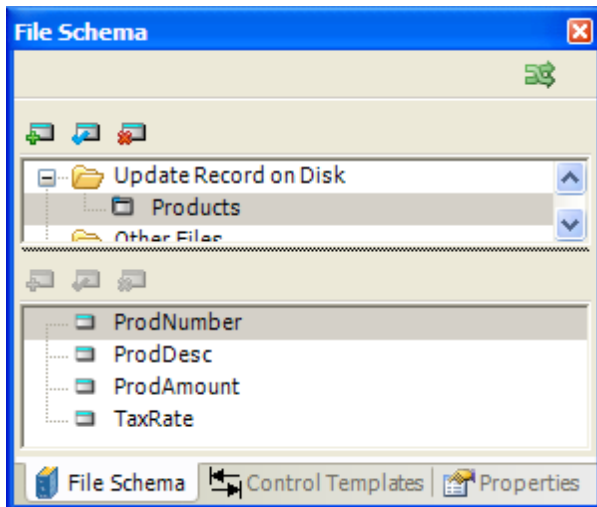 File Schema
Update Record on Disk
Products
Other Files
ProdNumber
ProdDesc
ProdAmount
TaxRate
File Schema Control Templates Properties